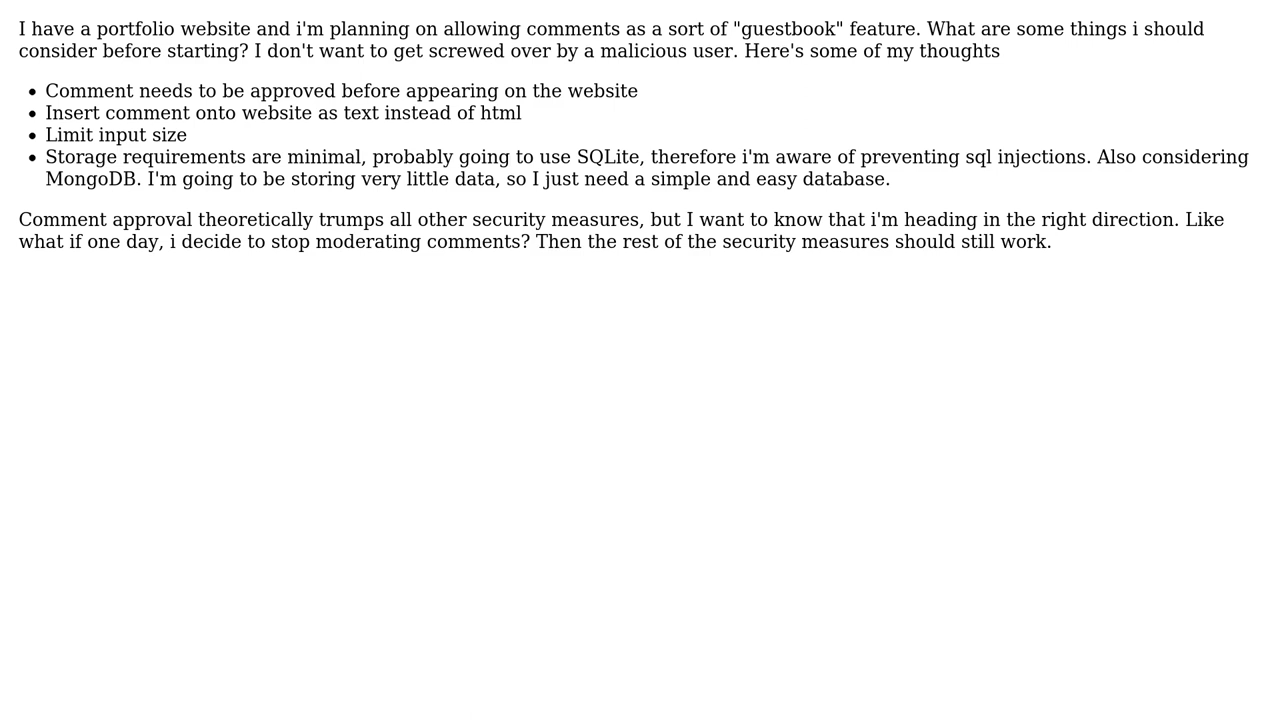 I have a portfolio website and i'm planning on allowing comments as a sort of "guestbook" feature. What are some things i should
consider before starting? I don't want to get screwed over by a malicious user. Here's some of my thoughts
• Comment needs to be approved before appearing on the website
• Insert comment onto website as text instead of html
• Limit input size
• Storage requirements are minimal, probably going to use SQLite, therefore i'm aware of preventing sql injections. Also considering
MongoDB. I'm going to be storing very little data, so I just need a simple and easy database.
Comment approval theoretically trumps all other security measures, but I want to know that i'm heading in the right direction. Like
what if one day, i decide to stop moderating comments? Then the rest of the security measures should still work.